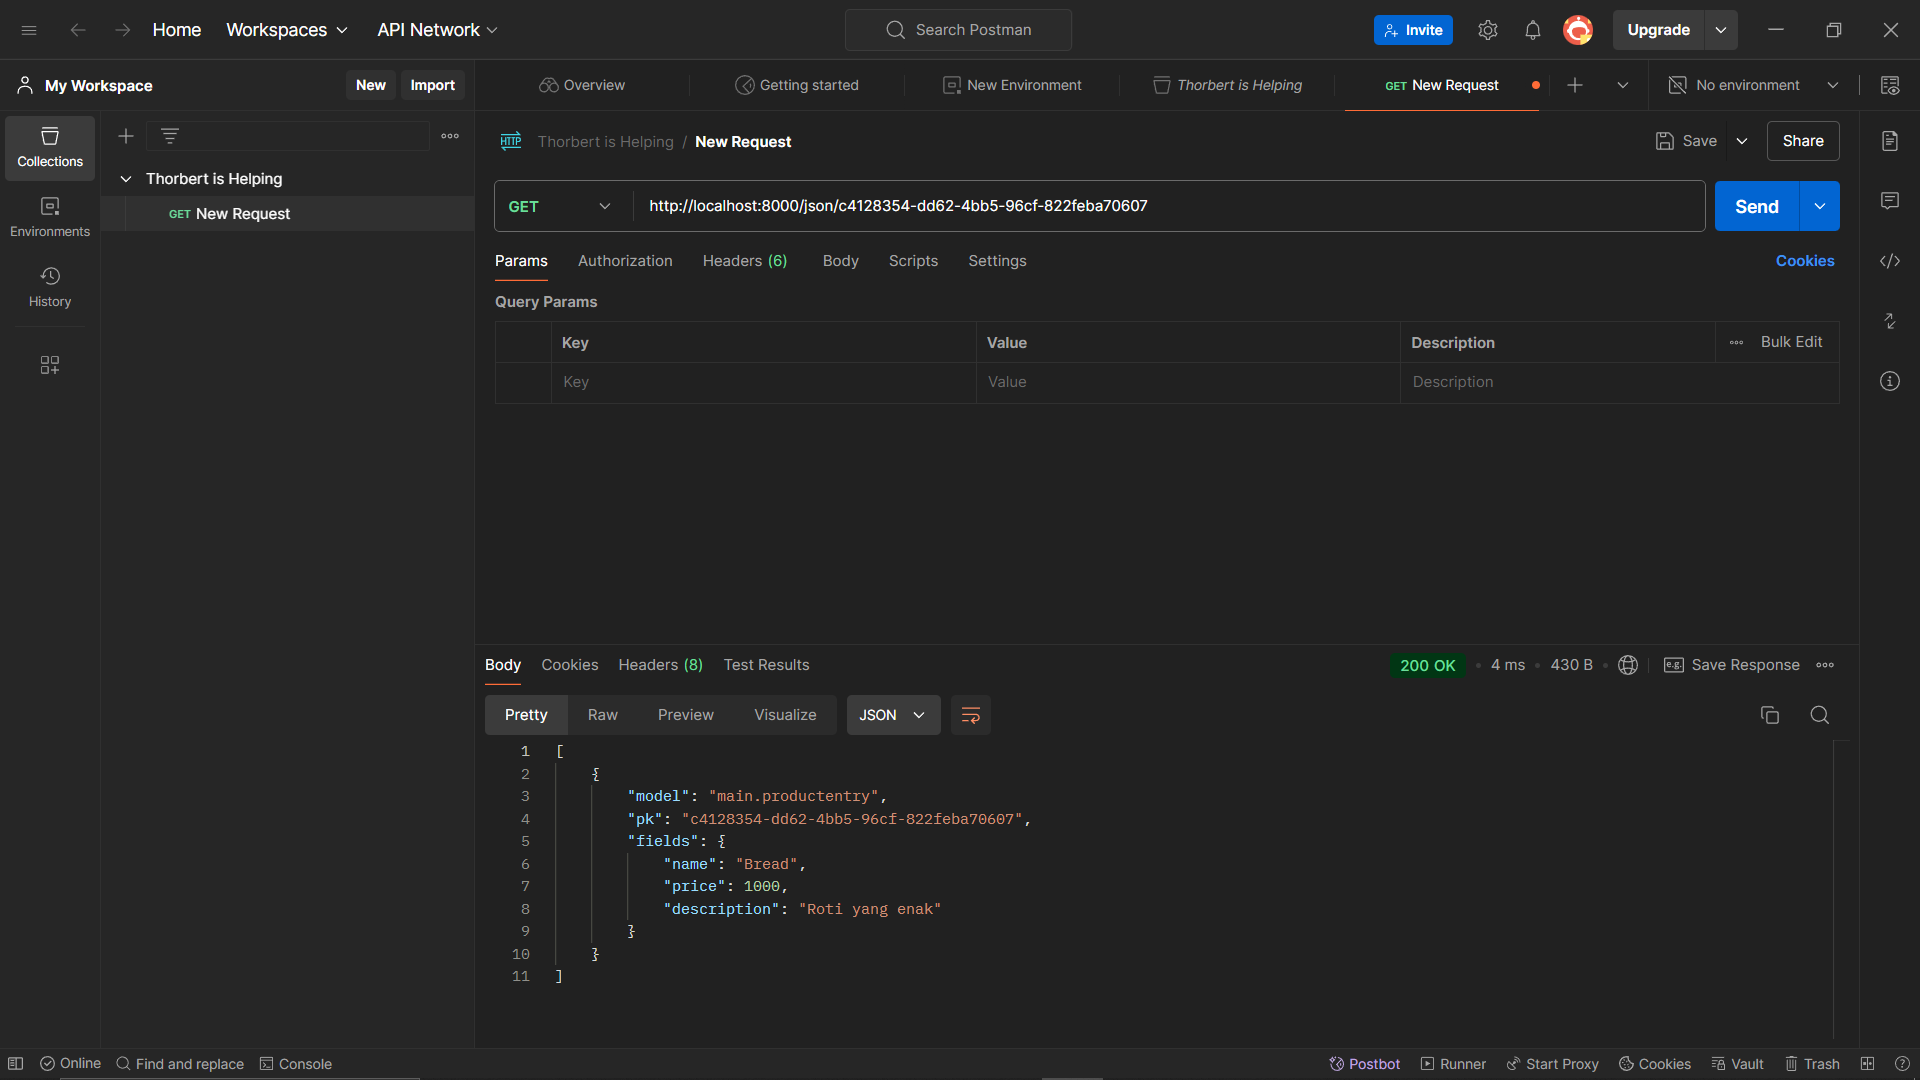 Home Workspaces API Network Search Postman Invite Upgrade
My Workspace New Import Overview Getting started New Environment Thorbert is Helping GET New Request No environment
Collections
Environments
History
Thorbert is Helping
GET New Request
HTTP Thorbert is Helping / New Request Save Share
GET http://localhost:8000/json/c4128354-dd62-4bb5-96cf-822feba70607 Send
Params Authorization Headers (6) Body Scripts Settings Cookies
Query Params
Key Value Description Bulk Edit
Key Value Description
Body Cookies Headers (8) Test Results 200 OK 4 ms 430 B e.g. Save Response
Pretty Raw Preview Visualize JSON
1 [
2 {
3 "model": "main.productentry",
4 "pk": "c4128354-dd62-4bb5-96cf-822feba70607",
5 "fields": {
6 "name": "Bread",
7 "price": 1000,
8 "description": "Roti yang enak"
9 }
10 }
11 ]
Online Find and replace Console Postbot Runner Start Proxy Cookies Vault Trash